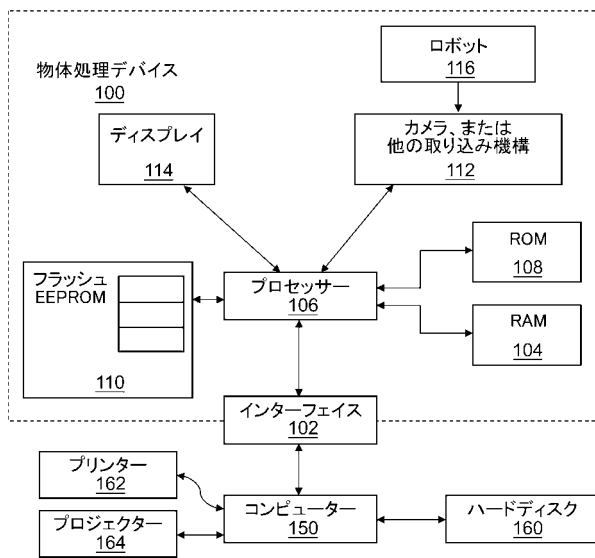 ロボット
116
物体処理デバイス
100
ディスプレイ
114
カメラ、または
他の取り込み機構
112
ROM
108
フラッシュ
EEPROM
110
プロセッサー
106
RAM
104
インターフェイス
102
プリンター
162
コンピューター
150
ハードディスク
160
プロジェクター
164